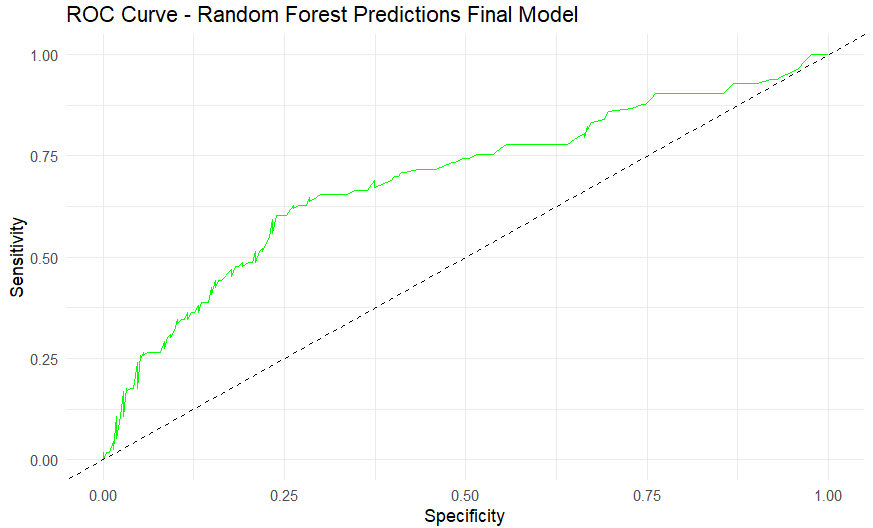 ROC Curve - Random Forest Predictions Final Model
1.00
0.75
0.50
0.25
0.00
Sensitivity
0.00 0.25 0.50 0.75 1.00
Specificity